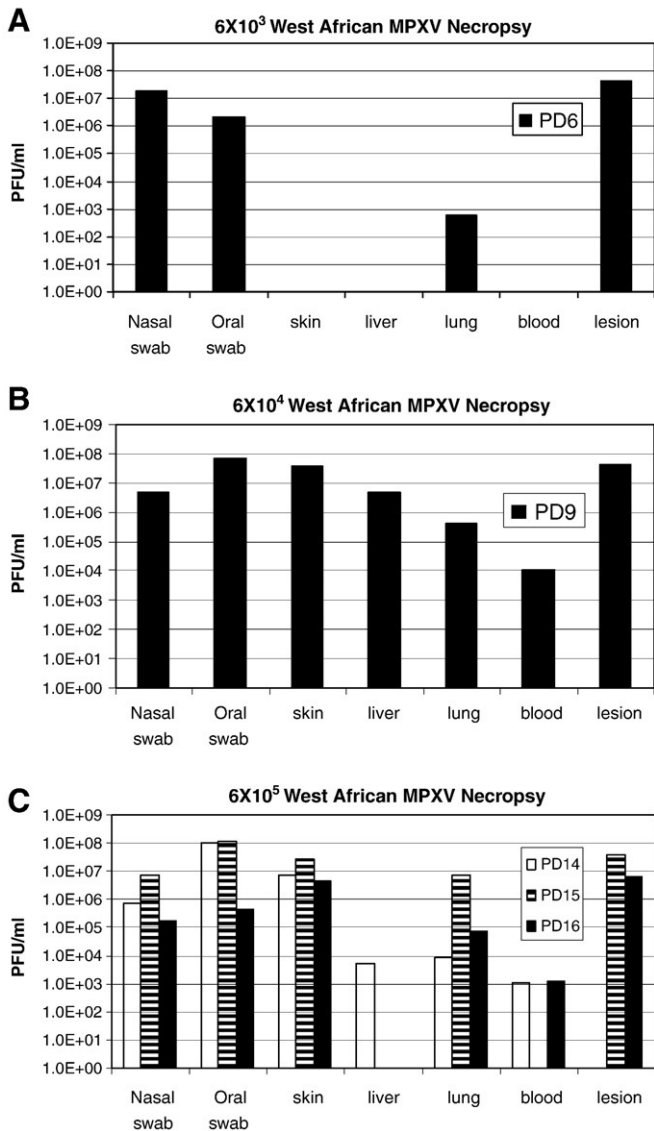 A
6X10³ West African MPXV Necropsy
PFU/ml
1.0E+09
1.0E+08
1.0E+07
1.0E+06
1.0E+05
1.0E+04
1.0E+03
1.0E+02
1.0E+01
1.0E+00
PD6
Nasal swab
Oral swab
skin
liver
lung
blood
lesion
B
6X10⁴ West African MPXV Necropsy
PFU/ml
1.0E+09
1.0E+08
1.0E+07
1.0E+06
1.0E+05
1.0E+04
1.0E+03
1.0E+02
1.0E+01
1.0E+00
PD9
Nasal swab
Oral swab
skin
liver
lung
blood
lesion
C
6X10⁵ West African MPXV Necropsy
PFU/ml
1.0E+09
1.0E+08
1.0E+07
1.0E+06
1.0E+05
1.0E+04
1.0E+03
1.0E+02
1.0E+01
1.0E+00
PD14
PD15
PD16
Nasal swab
Oral swab
skin
liver
lung
blood
lesion